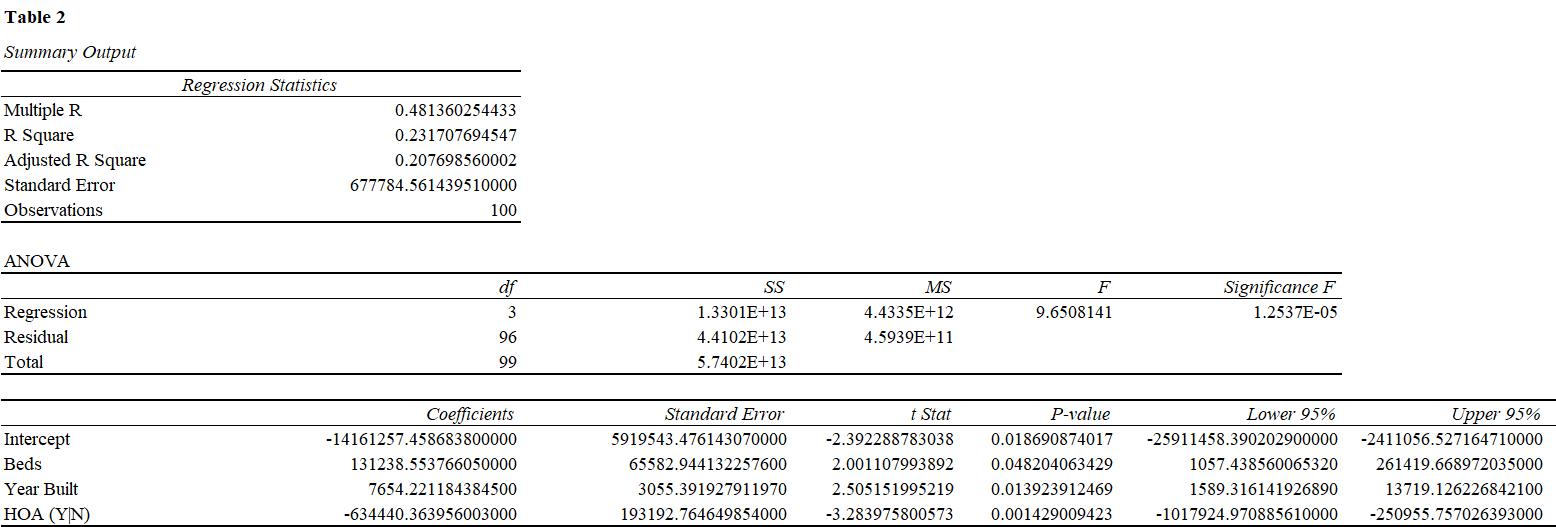 Table 2
Summary Output
Regression Statistics
Multiple R 0.481360254433
R Square 0.231707694547
Adjusted R Square 0.207698560002
Standard Error 677784.561439510000
Observations 100
ANOVA
df SS MS F Significance F
Regression 3 1.3301E+13 4.4335E+12 9.6508141 1.2537E-05
Residual 96 4.4102E+13 4.5939E+11
Total 99 5.7402E+13
Coefficients Standard Error t Stat P-value Lower 95% Upper 95%
Intercept -14161257.458683800000 5919543.476143070000 -2.392288783038 0.018690874017 -25911458.390202900000 -2411056.527164710000
Beds 131238.553766050000 65582.944132257600 2.001107993892 0.048204063429 1057.438560065320 261419.668972035000
Year Built 7654.221184384500 3055.391927911970 2.505151995219 0.013923912469 1589.316141926890 13719.126226842100
HOA (Y|N) -634440.363956003000 193192.764649854000 -3.283975800573 0.001429009423 -1017924.970885610000 -250955.757026393000